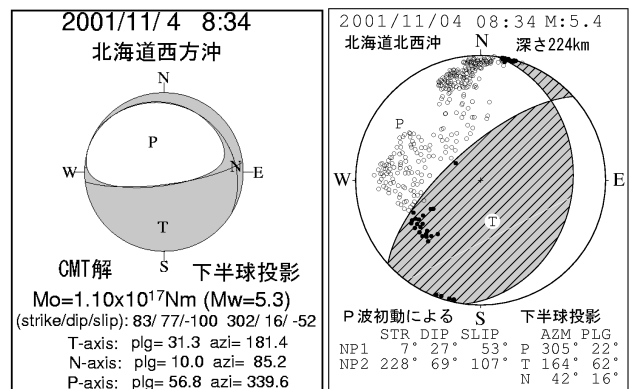 2001/11/ 4 8:34
北海道西方沖
N
P
W
N
E
T
S
CMT解 下半球投影
Mo=1.10x10¹⁷Nm (Mw=5.3)
(strike/dip/slip): 83/ 77/-100 302/ 16/ -52
T-axis: plg= 31.3 azi= 181.4
N-axis: plg= 10.0 azi= 85.2
P-axis: plg= 56.8 azi= 339.6
2001/11/04 08:34 M:5.4
北海道北西沖 N 深さ224km
P
W
E
T
P波初動による S 下半球投影
STR DIP SLIP AZM PLG
NP1 7° 27° 53° P 305° 22°
NP2 228° 69° 107° T 164° 62°
N 42° 16°